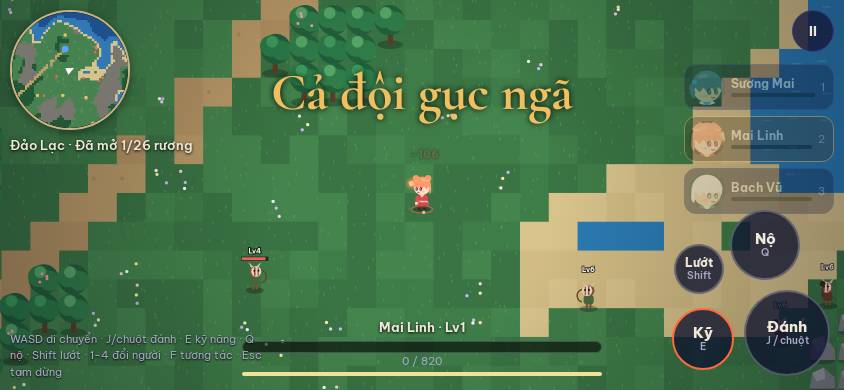 Cả đội gục ngã
Sương Mai 1
Mai Linh 2
Bạch Vũ 3
Đảo Lạc · Đã mở 1/26 rương
106
Lv4
Lv6
Lv6
Nộ
Q
Lướt
Shift
Kỹ
E
Đánh
J / chuột
Mai Linh · Lv1
0 / 820
WASD di chuyển · J/chuột đánh · E kỹ năng · Q
nộ · Shift lướt · 1-4 đổi người · F tương tác · Esc
tạm dừng